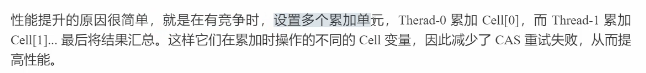 性能提升的原因很简单，就是在有竞争时，设置多个累加单元，Therad-0 累加 Cell[0]，而 Thread-1 累加
Cell[1]... 最后将结果汇总。这样它们在累加时操作的不同的 Cell 变量，因此减少了 CAS 重试失败，从而提
高性能。